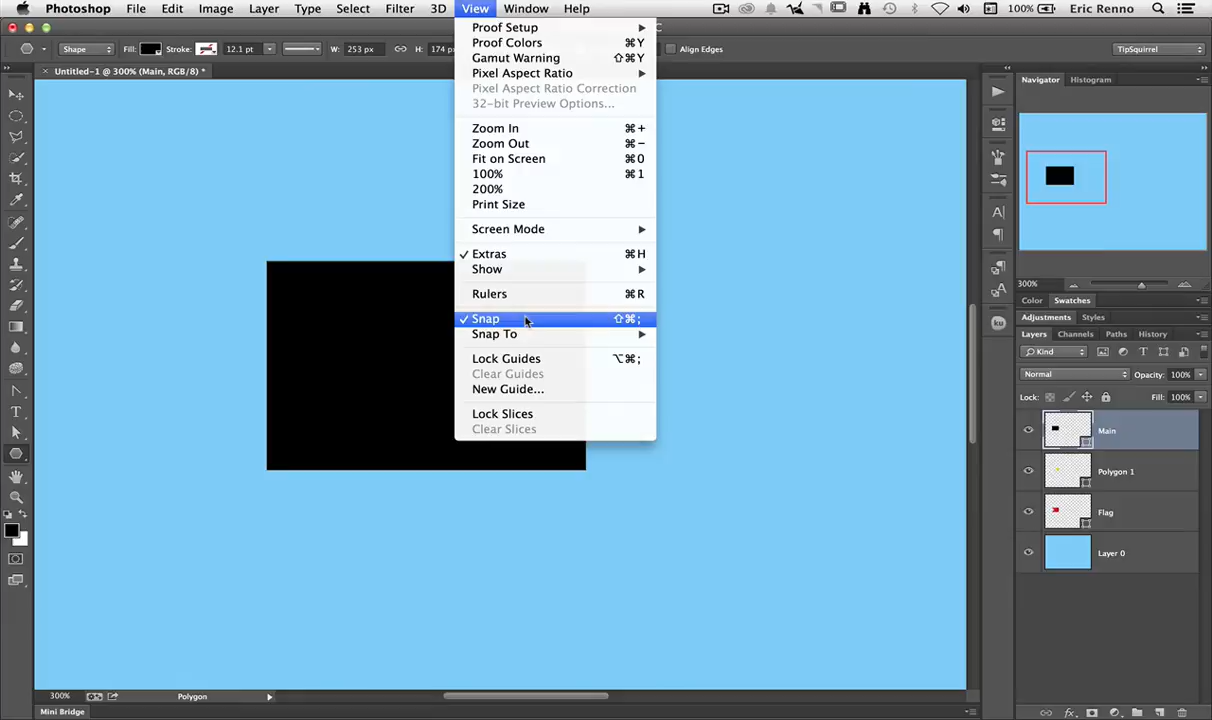 Photoshop File Edit Image Layer Type Select Filter 3D View Window Help 100% Eric Renno
Shape Fill: Stroke: 12.1 pt W: 253 px H: 174 px Align Edges TipSquirrel
Untitled-1 @ 300% (Main, RGB/8) *
Proof Setup
Proof Colors ⌘Y
Gamut Warning ⇧⌘Y
Pixel Aspect Ratio
Pixel Aspect Ratio Correction
32-bit Preview Options...
Zoom In ⌘+
Zoom Out ⌘−
Fit on Screen ⌘0
100% ⌘1
200%
Print Size
Screen Mode
Extras ⌘H
Show
Rulers ⌘R
Snap ⇧⌘;
Snap To
Lock Guides ⌥⌘;
Clear Guides
New Guide...
Lock Slices
Clear Slices
Navigator Histogram
300%
Color Swatches
Adjustments Styles
Layers Channels Paths History
Kind
Normal Opacity: 100%
Lock: Fill: 100%
Main
Polygon 1
Flag
Layer 0
300% Polygon
Mini Bridge